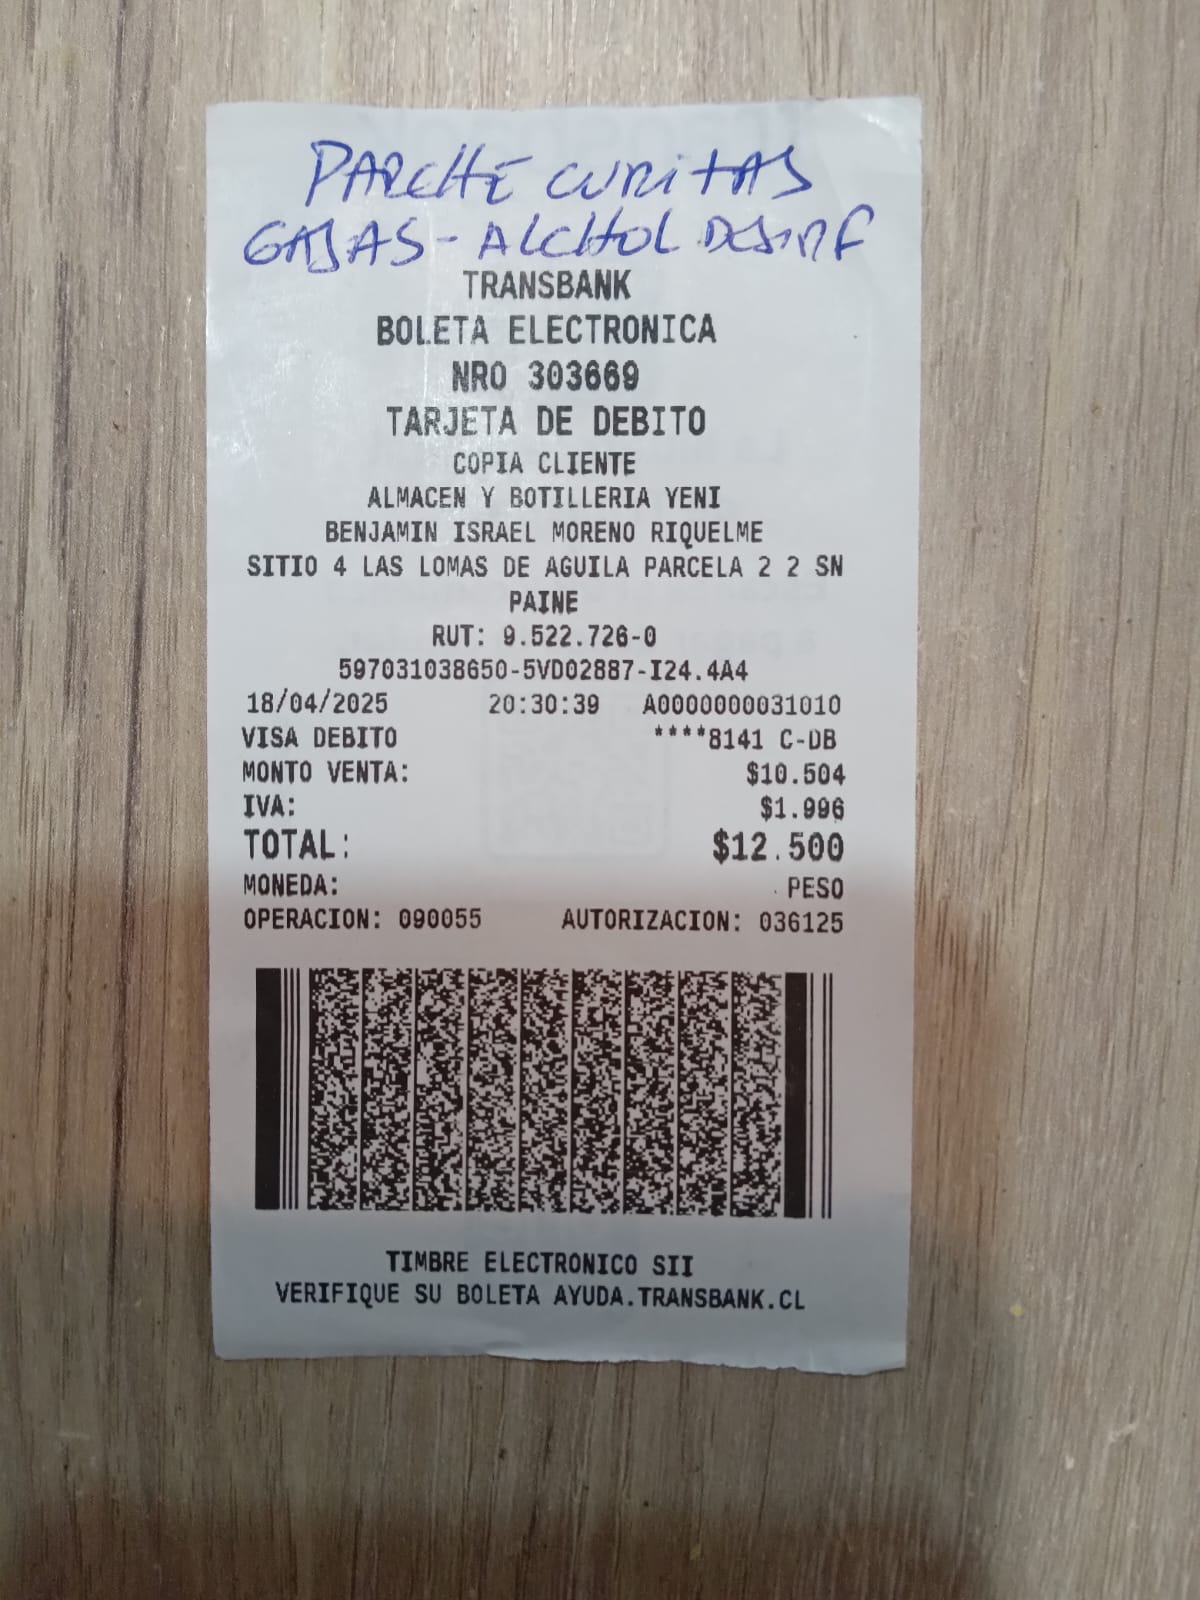 PARCHE CURITAS
GASAS - ALCHOL DESINF
TRANSBANK
BOLETA ELECTRONICA
NRO 303669
TARJETA DE DEBITO
COPIA CLIENTE
ALMACEN Y BOTILLERIA YENI
BENJAMIN ISRAEL MORENO RIQUELME
SITIO 4 LAS LOMAS DE AGUILA PARCELA 2 2 SN
PAINE
RUT: 9.522.726-0
597031038650-5VD02887-I24.4A4
18/04/2025 20:30:39 A0000000031010
VISA DEBITO ****8141 C-DB
MONTO VENTA: $10.504
IVA: $1.996
TOTAL: $12.500
MONEDA: PESO
OPERACION: 090055 AUTORIZACION: 036125
TIMBRE ELECTRONICO SII
VERIFIQUE SU BOLETA AYUDA.TRANSBANK.CL